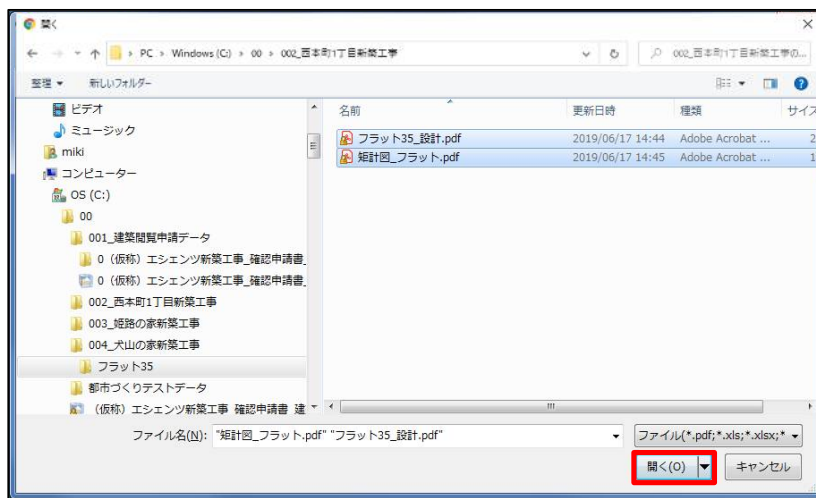 開く
PC › Windows (C:) › 00 › 002_西本町1丁目新築工事
002_西本町1丁目新築工事の...
整理 新しいフォルダー
名前 更新日時 種類 サイズ
フラット35_設計.pdf 2019/06/17 14:44 Adobe Acrobat ... 2
矩計図_フラット.pdf 2019/06/17 14:45 Adobe Acrobat ... 1
ビデオ
ミュージック
miki
コンピューター
OS (C:)
00
001_建築閲覧申請データ
0（仮称）エシェンツ新築工事_確認申請書_
0（仮称）エシェンツ新築工事_確認申請書_
002_西本町1丁目新築工事
003_姫路の家新築工事
004_犬山の家新築工事
フラット35
都市づくりテストデータ
（仮称）エシェンツ新築工事 確認申請書 建
ファイル名(N): "矩計図_フラット.pdf" "フラット35_設計.pdf" ファイル(*.pdf;*.xls;*.xlsx;*
開く(O) キャンセル